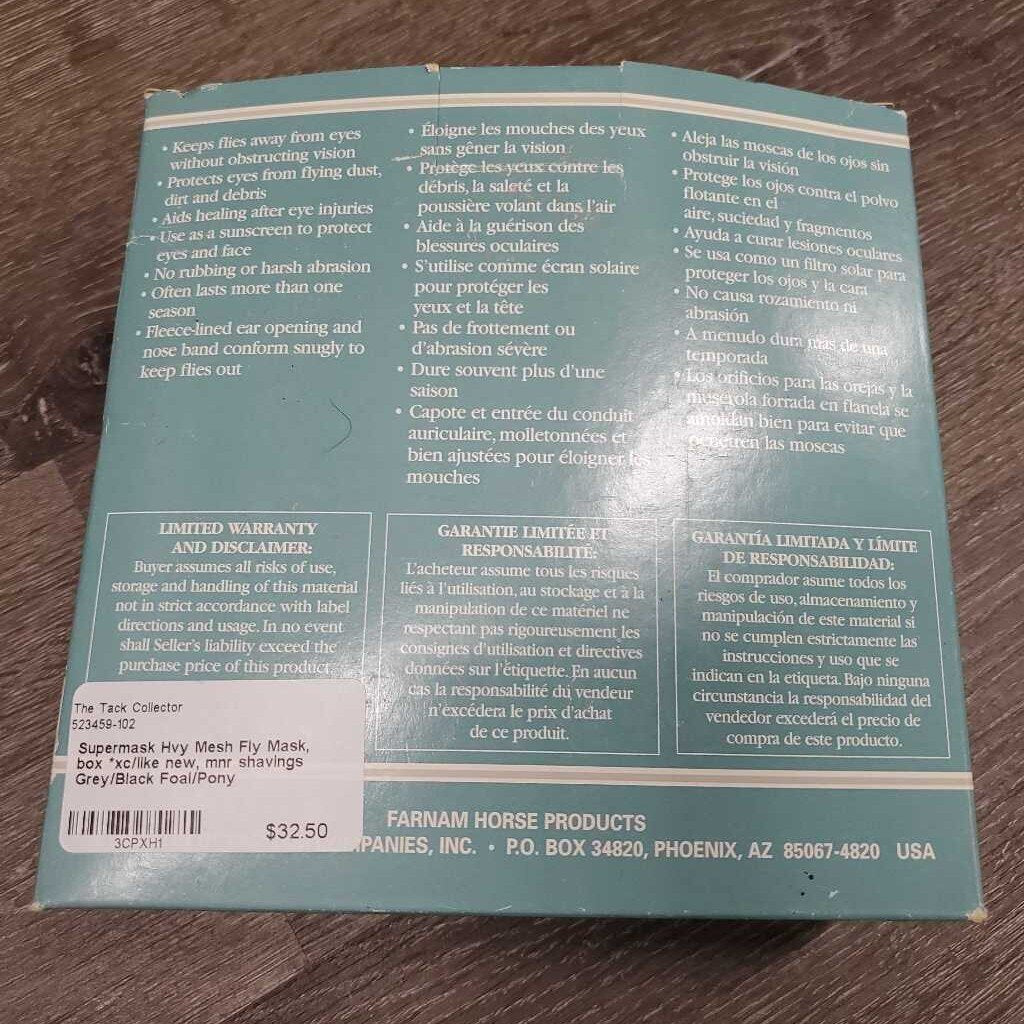 • Keeps flies away from eyes
without obstructing vision
• Protects eyes from flying dust,
dirt and debris
• Aids healing after eye injuries
• Use as a sunscreen to protect
eyes and face
• No rubbing or harsh abrasion
• Often lasts more than one
season
• Fleece-lined ear opening and
nose band conform snugly to
keep flies out
• Éloigne les mouches des yeux
sans gêner la vision
• Protège les yeux contre les
débris, la saleté et la
poussière volant dans l'air
• Aide à la guérison des
blessures oculaires
• S'utilise comme écran solaire
pour protéger les
yeux et la tête
• Pas de frottement ou
d'abrasion sévère
• Dure souvent plus d'une
saison
• Capote et entrée du conduit
auriculaire, molletonnées et
bien ajustées pour éloigner les
mouches
• Aleja las moscas de los ojos sin
obstruir la visión
• Protege los ojos contra el polvo
flotante en el
aire, suciedad y fragmentos
• Ayuda a curar lesiones oculares
• Se usa como un filtro solar para
proteger los ojos y la cara
• No causa rozamiento ni
abrasión
• A menudo dura más de una
temporada
• Los orificios para las orejas y la
muserola forrada en flanela se
amoldan bien para evitar que
penetren las moscas
LIMITED WARRANTY
AND DISCLAIMER:
Buyer assumes all risks of use,
storage and handling of this material
not in strict accordance with label
directions and usage. In no event
shall Seller's liability exceed the
purchase price of this product.
GARANTIE LIMITÉE ET
RESPONSABILITÉ:
L'acheteur assume tous les risques
liés à l'utilisation, au stockage et à la
manipulation de ce matériel ne
respectant pas rigoureusement les
consignes d'utilisation et directives
données sur l'étiquette. En aucun
cas la responsabilité du vendeur
n'excédera le prix d'achat
de ce produit.
GARANTÍA LIMITADA Y LÍMITE
DE RESPONSABILIDAD:
El comprador asume todos los
riesgos de uso, almacenamiento y
manipulación de este material si
no se cumplen estrictamente las
instrucciones y uso que se
indican en la etiqueta. Bajo ninguna
circunstancia la responsabilidad del
vendedor excederá el precio de
compra de este producto.
The Tack Collector
523459-102
Supermask Hvy Mesh Fly Mask,
box *xc/like new, mnr shavings
Grey/Black Foal/Pony
3CPXH1
$32.50
FARNAM HORSE PRODUCTS
MPANIES, INC. • P.O. BOX 34820, PHOENIX, AZ 85067-4820 USA